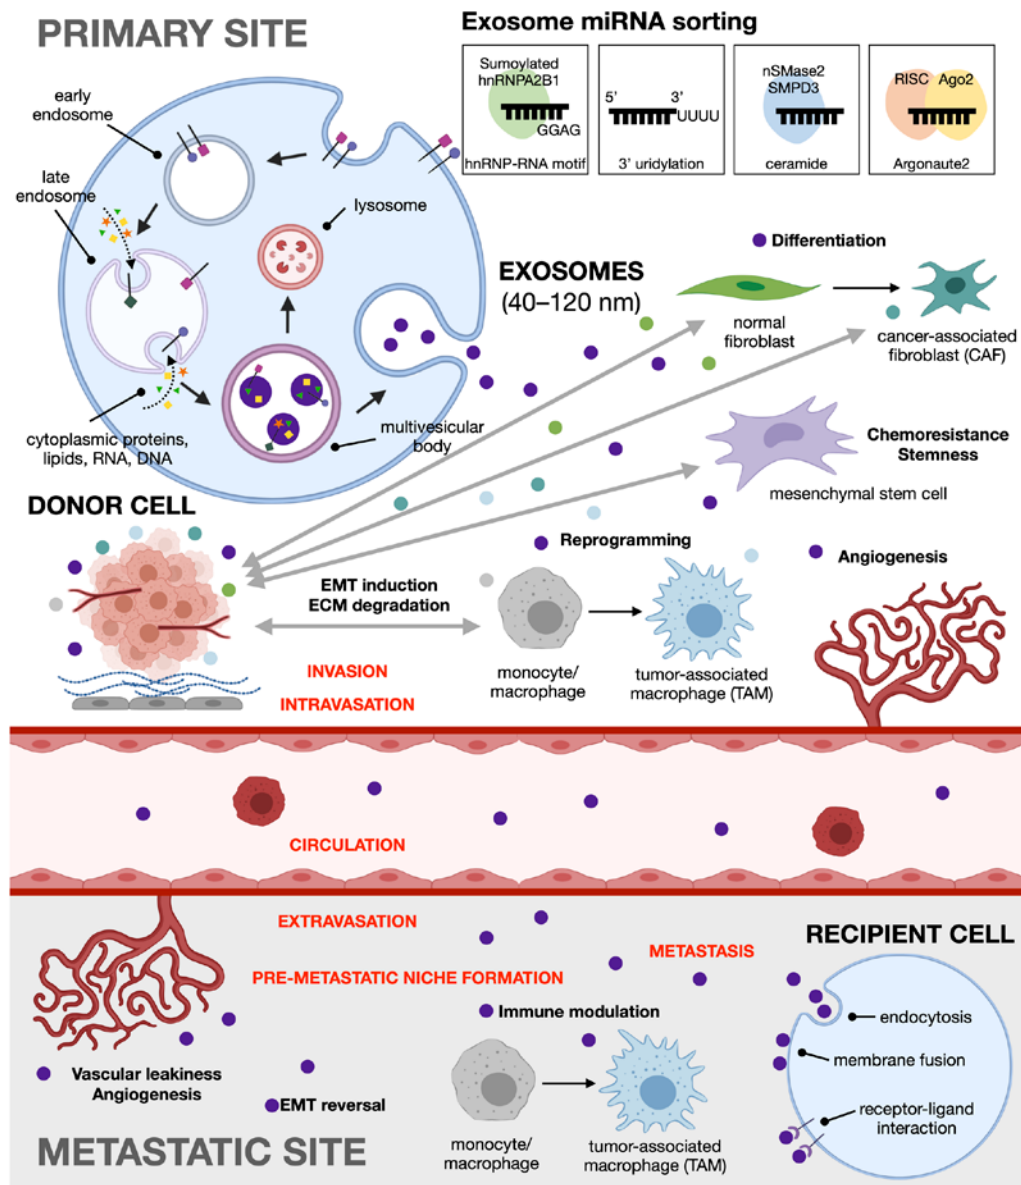 PRIMARY SITE
Exosome miRNA sorting
Sumoylated
hnRNPA2B1
GGAG
hnRNP-RNA motif
5’
3’
UUUU
3’ uridylation
nSMase2
SMPD3
ceramide
RISC
Ago2
Argonaute2
early
endosome
late
endosome
lysosome
cytoplasmic proteins,
lipids, RNA, DNA
multivesicular
body
EXOSOMES
(40–120 nm)
Differentiation
normal
fibroblast
cancer-associated
fibroblast (CAF)
Chemoresistance
Stemness
mesenchymal stem cell
DONOR CELL
Reprogramming
Angiogenesis
EMT induction
ECM degradation
INVASION
INTRAVASATION
monocyte/
macrophage
tumor-associated
macrophage (TAM)
CIRCULATION
EXTRAVASATION
PRE-METASTATIC NICHE FORMATION
METASTASIS
RECIPIENT CELL
endocytosis
membrane fusion
receptor-ligand
interaction
Immune modulation
Vascular leakiness
Angiogenesis
EMT reversal
monocyte/
macrophage
tumor-associated
macrophage (TAM)
METASTATIC SITE